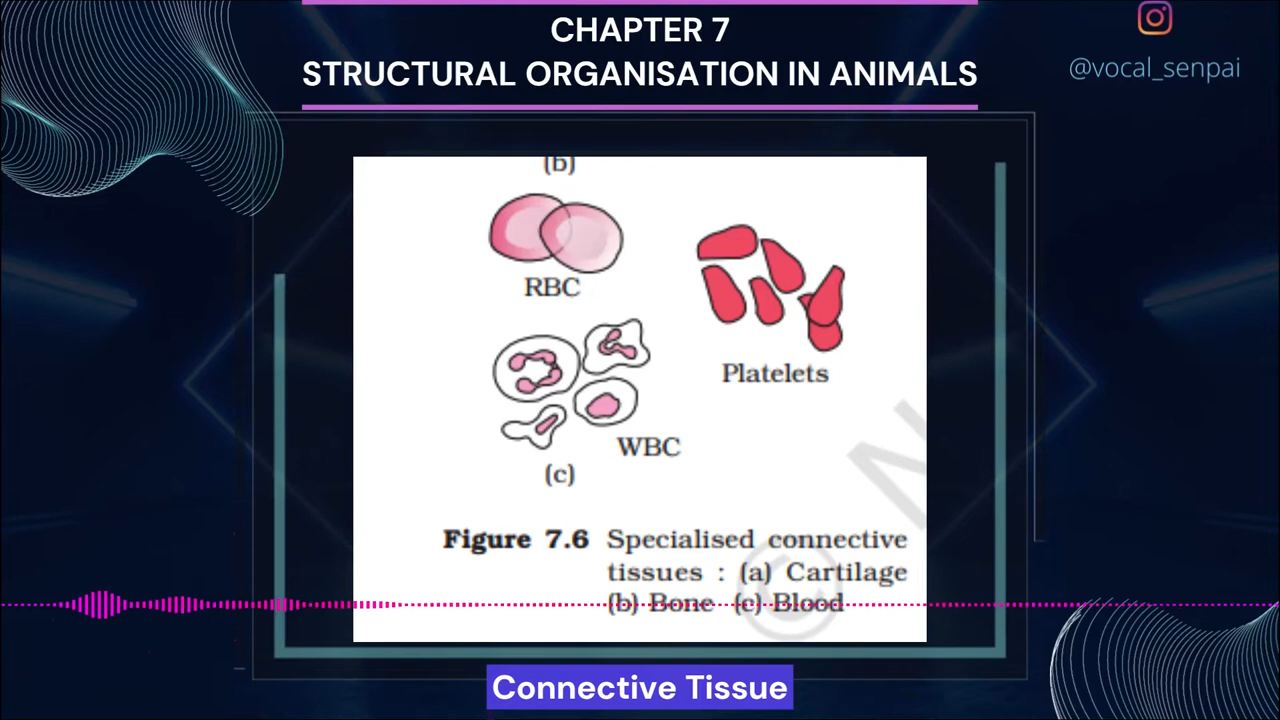 CHAPTER 7
STRUCTURAL ORGANISATION IN ANIMALS
@vocal_senpai
(b)
RBC
Platelets
WBC
(c)
Figure 7.6 Specialised connective
tissues : (a) Cartilage
(b) Bone (c) Blood
© N
Connective Tissue